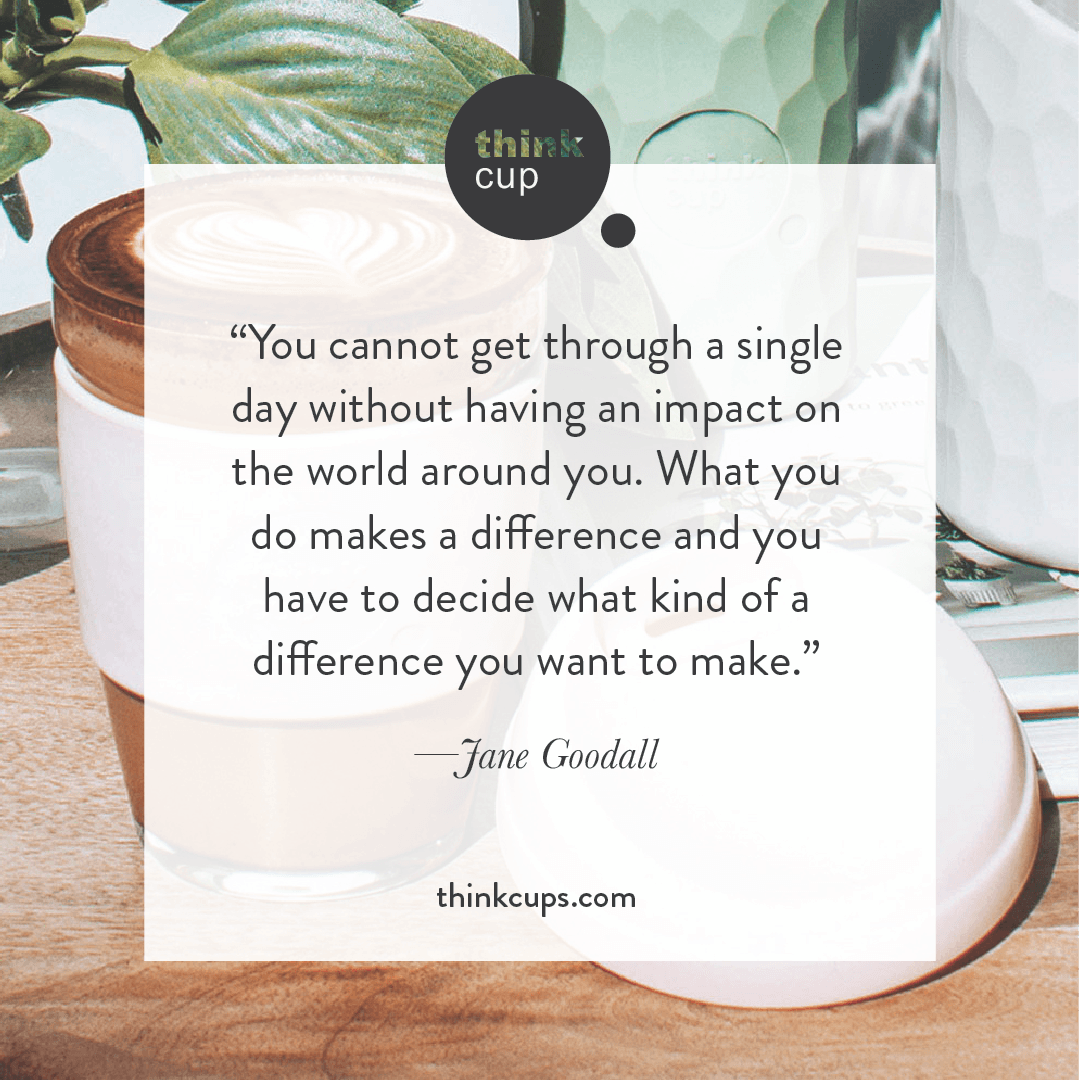 think
cup
“You cannot get through a single
day without having an impact on
the world around you. What you
do makes a difference and you
have to decide what kind of a
difference you want to make.”
—Jane Goodall
thinkcups.com